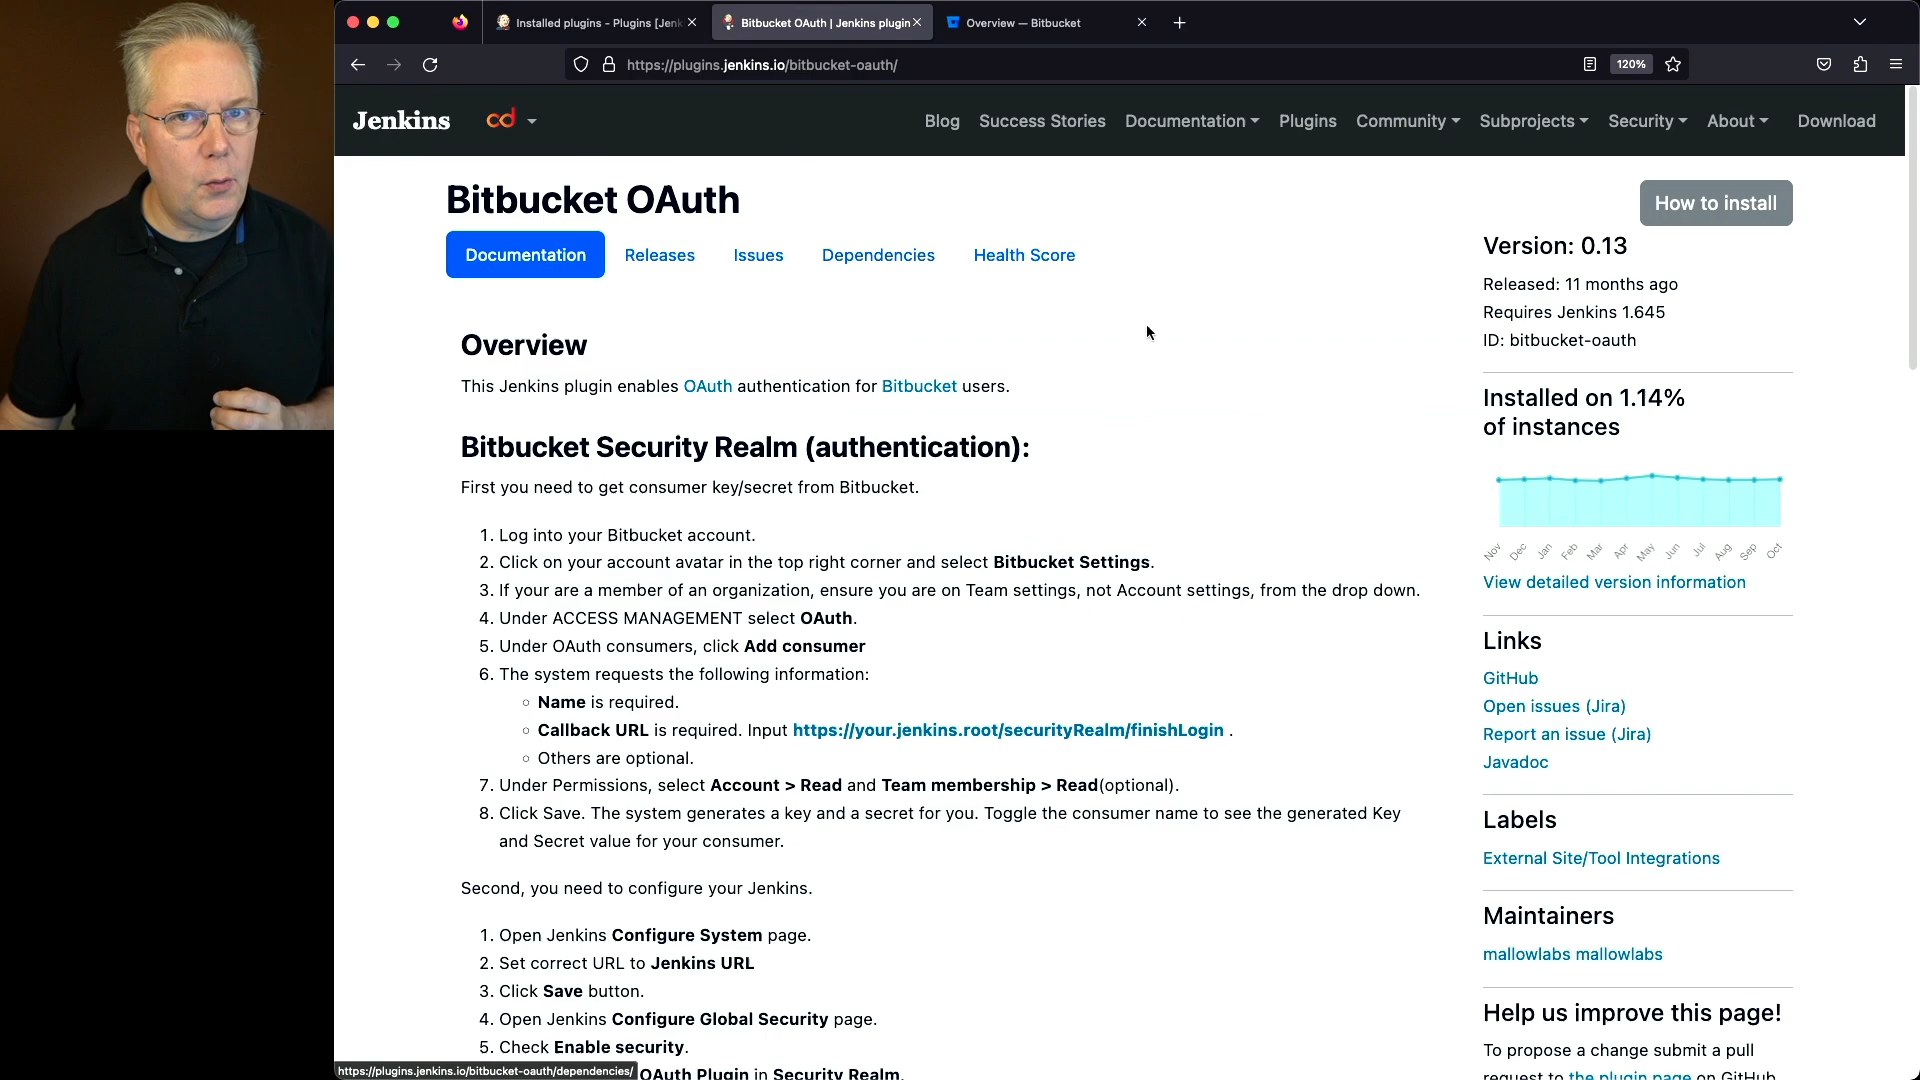 Installed plugins - Plugins [Jenk
Bitbucket OAuth | Jenkins plugin
Overview — Bitbucket
https://plugins.jenkins.io/bitbucket-oauth/
120%
Jenkins
cd
Blog
Success Stories
Documentation
Plugins
Community
Subprojects
Security
About
Download
Bitbucket OAuth
How to install
Documentation
Releases
Issues
Dependencies
Health Score
Overview
This Jenkins plugin enables OAuth authentication for Bitbucket users.
Bitbucket Security Realm (authentication):
First you need to get consumer key/secret from Bitbucket.
1. Log into your Bitbucket account.
2. Click on your account avatar in the top right corner and select Bitbucket Settings.
3. If your are a member of an organization, ensure you are on Team settings, not Account settings, from the drop down.
4. Under ACCESS MANAGEMENT select OAuth.
5. Under OAuth consumers, click Add consumer
6. The system requests the following information:
Name is required.
Callback URL is required. Input https://your.jenkins.root/securityRealm/finishLogin .
Others are optional.
7. Under Permissions, select Account > Read and Team membership > Read(optional).
8. Click Save. The system generates a key and a secret for you. Toggle the consumer name to see the generated Key
and Secret value for your consumer.
Second, you need to configure your Jenkins.
1. Open Jenkins Configure System page.
2. Set correct URL to Jenkins URL
3. Click Save button.
4. Open Jenkins Configure Global Security page.
5. Check Enable security.
OAuth Plugin in Security Realm.
https://plugins.jenkins.io/bitbucket-oauth/dependencies/
Version: 0.13
Released: 11 months ago
Requires Jenkins 1.645
ID: bitbucket-oauth
Installed on 1.14%
of instances
Nov Dec Jan Feb Mar Apr May Jun Jul Aug Sep Oct
View detailed version information
Links
GitHub
Open issues (Jira)
Report an issue (Jira)
Javadoc
Labels
External Site/Tool Integrations
Maintainers
mallowlabs mallowlabs
Help us improve this page!
To propose a change submit a pull
request to the plugin page on GitHub